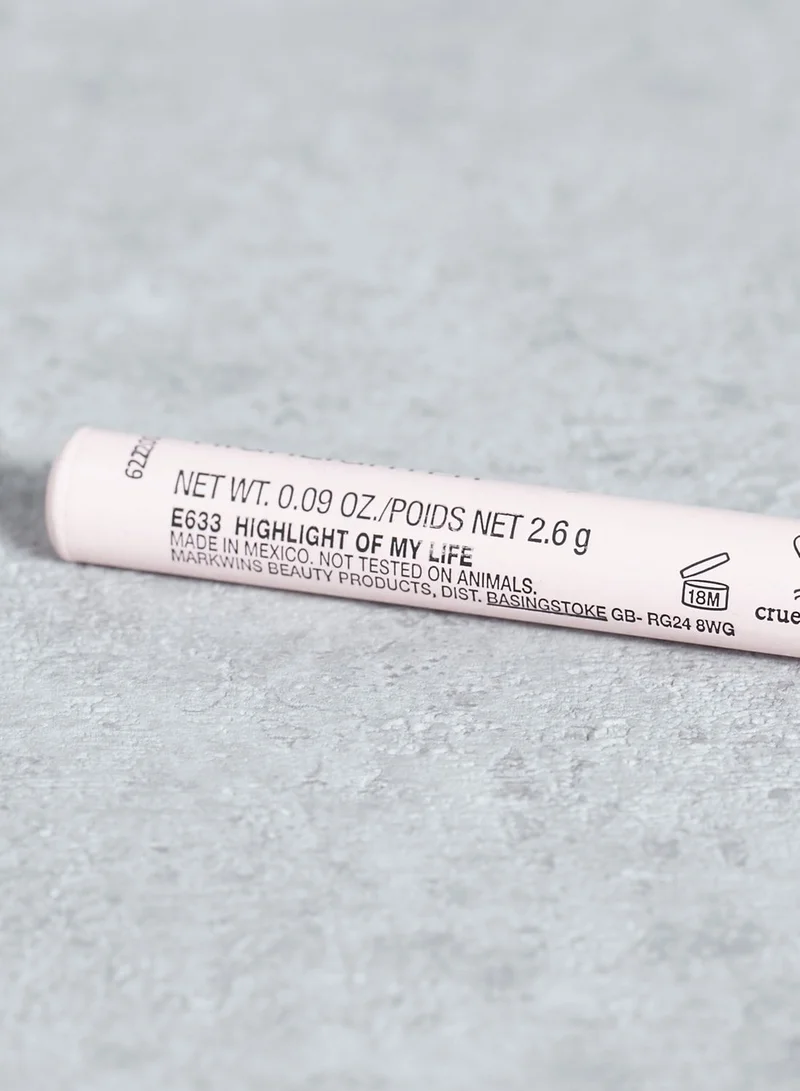 NET WT. 0.09 OZ./POIDS NET 2.6 g
E633 HIGHLIGHT OF MY LIFE
MADE IN MEXICO. NOT TESTED ON ANIMALS.
MARKWINS BEAUTY PRODUCTS, DIST. BASINGSTOKE GB- RG24 8WG
18M